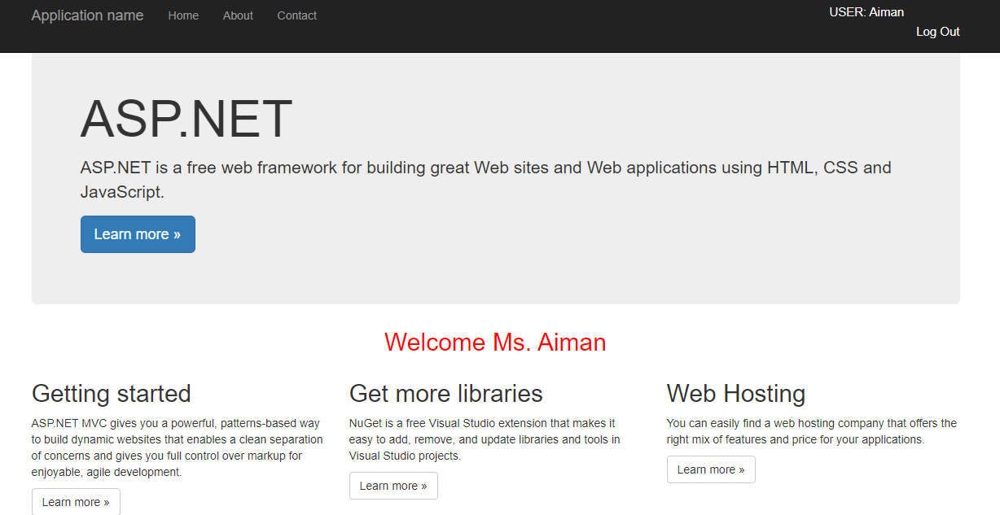 Application name Home About Contact USER: Aiman
Log Out
ASP.NET
ASP.NET is a free web framework for building great Web sites and Web applications using HTML, CSS and
JavaScript.
Learn more »
Welcome Ms. Aiman
Getting started
ASP.NET MVC gives you a powerful, patterns-based way
to build dynamic websites that enables a clean separation
of concerns and gives you full control over markup for
enjoyable, agile development.
Learn more »
Get more libraries
NuGet is a free Visual Studio extension that makes it
easy to add, remove, and update libraries and tools in
Visual Studio projects.
Learn more »
Web Hosting
You can easily find a web hosting company that offers the
right mix of features and price for your applications.
Learn more »